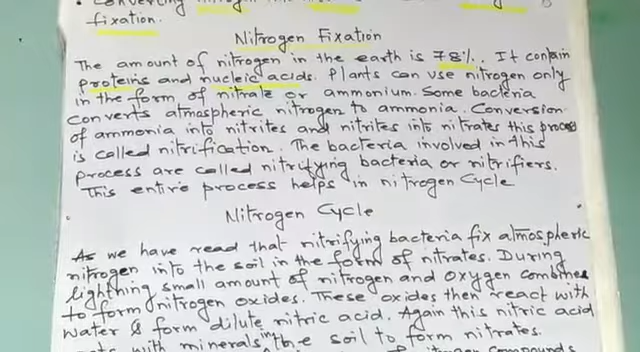 fixation.
Nitrogen Fixation
The amount of nitrogen in the earth is 78%. It contain
proteins and nucleic acids. Plants can use nitrogen only
in the form of nitrate or ammonium. Some bacteria
converts atmospheric nitrogen to ammonia. Conversion
of ammonia into nitrites and nitrites into nitrates this process
is called nitrification. The bacteria involved in this
process are called nitrifying bacteria or nitrifiers.
This entire process helps in nitrogen Cycle
Nitrogen Cycle
As we have read that nitrifying bacteria fix atmospheric
nitrogen into the soil in the form of nitrates. During
lightning small amount of nitrogen and oxygen combines
to form nitrogen oxides. These oxides then react with
water & form dilute nitric acid. Again this nitric acid
with minerals in the soil to form nitrates.